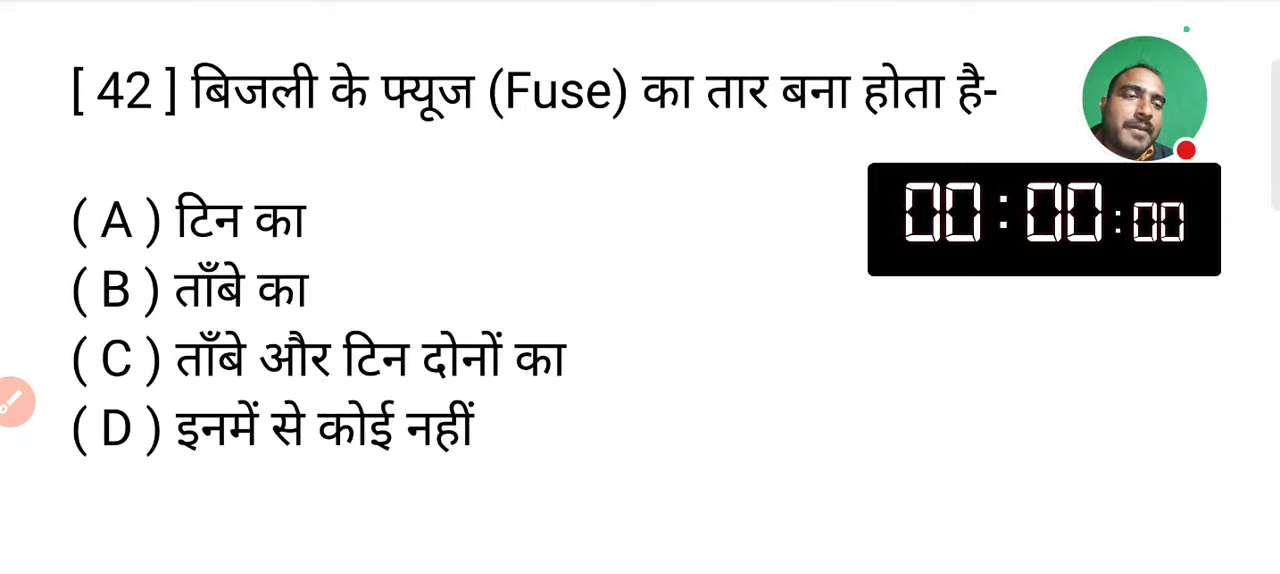 [ 42 ] बिजली के फ्यूज (Fuse) का तार बना होता है-
00:00:00
( A ) टिन का
( B ) ताँबे का
( C ) ताँबे और टिन दोनों का
( D ) इनमें से कोई नहीं